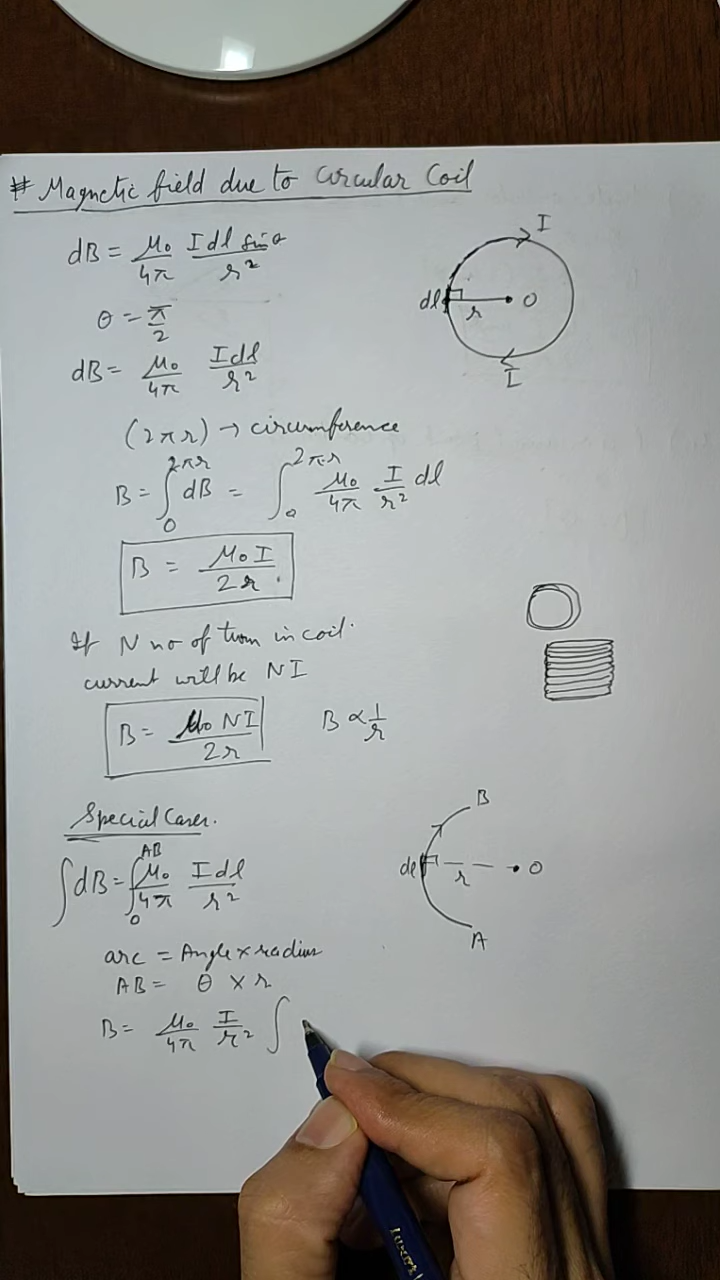 # Magnetic field due to Circular Coil
dB = μ₀/4π Idl sinθ/r²
I
dl r O
I
θ = π/2
dB = μ₀/4π Idl/r²
(2πr) → circumference
B = ∫₀^2πr dB = ∫₀^2πr μ₀/4π I/r² dl
B = μ₀I/2r.
If N no of turn in coil.
current will be NI
B = μ₀NI/2r B ∝ 1/r
Special Cases.
B
∫dB = ∫₀^AB μ₀/4π Idl/r²
dl r O
A
arc = Angle × radius
AB = θ × r
B = μ₀/4π I/r² ∫